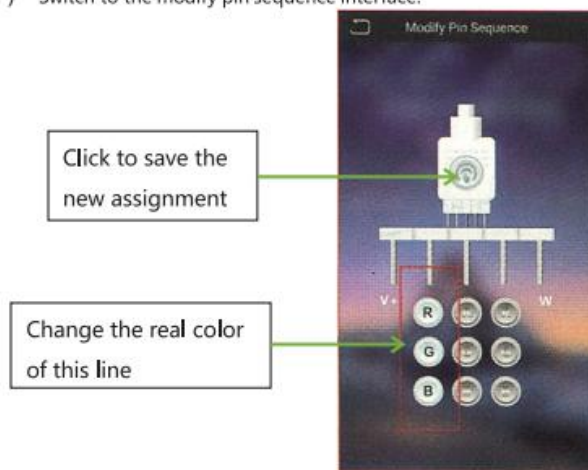 ) Switch to the modify pin sequence interface.
Modify Pin Sequence
Click to save the
new assignment
V+
W
R
G
B
Change the real color
of this line